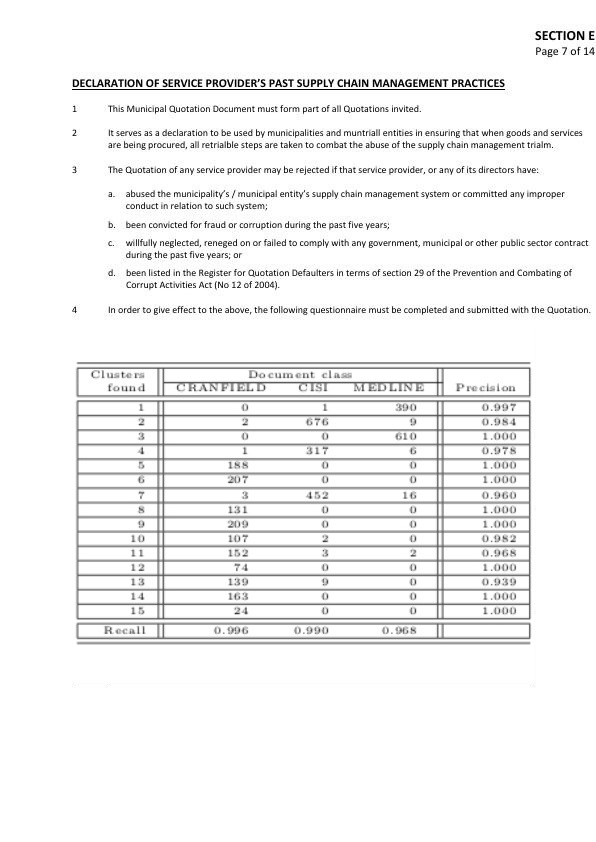 SECTION E
Page 7 of 14
DECLARATION OF SERVICE PROVIDER'S PAST SUPPLY CHAIN MANAGEMENT PRACTICES
1 This Municipal Quotation Document must form part of all Quotations invited.
2 It serves as a declaration to be used by municipalities and muntriall entities in ensuring that when goods and services
are being procured, all retrialble steps are taken to combat the abuse of the supply chain management trialm.
3 The Quotation of any service provider may be rejected if that service provider, or any of its directors have:
a. abused the municipality's / municipal entity's supply chain management system or committed any improper
conduct in relation to such system;
b. been convicted for fraud or corruption during the past five years;
c. willfully neglected, reneged on or failed to comply with any government, municipal or other public sector contract
during the past five years; or
d. been listed in the Register for Quotation Defaulters in terms of section 29 of the Prevention and Combating of
Corrupt Activities Act (No 12 of 2004).
4 In order to give effect to the above, the following questionnaire must be completed and submitted with the Quotation.
Clusters Document class
found CRANFIELD CISI MEDLINE Precision
1 0 1 390 0.997
2 2 676 9 0.984
3 0 0 610 1.000
4 1 317 6 0.978
5 188 0 0 1.000
6 207 0 0 1.000
7 3 452 16 0.960
8 131 0 0 1.000
9 209 0 0 1.000
10 107 2 0 0.982
11 152 3 2 0.968
12 74 0 0 1.000
13 139 9 0 0.939
14 163 0 0 1.000
15 24 0 0 1.000
Recall 0.996 0.990 0.968